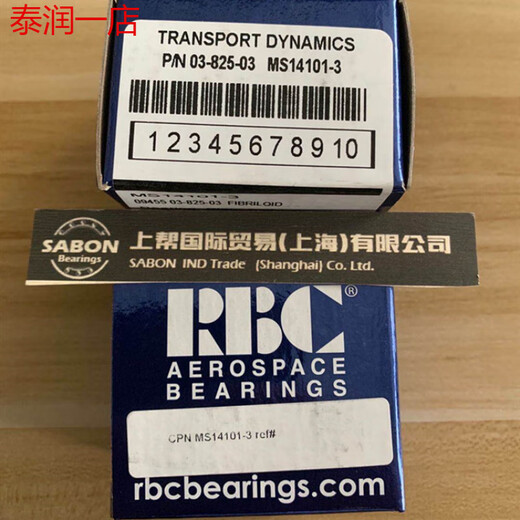 泰润一店
TRANSPORT DYNAMICS
P/N 03-825-03 MS14101-3
1 2 3 4 5 6 7 8 9 10
MS14101-3
09455 03-825-03 FIBRILOID
SABON
Bearings
上帮国际贸易(上海)有限公司
SABON IND Trade (Shanghai) Co. Ltd.
RBC®
AEROSPACE
BEARINGS
CPN MS14101-3 ref#
rbcbearings.com